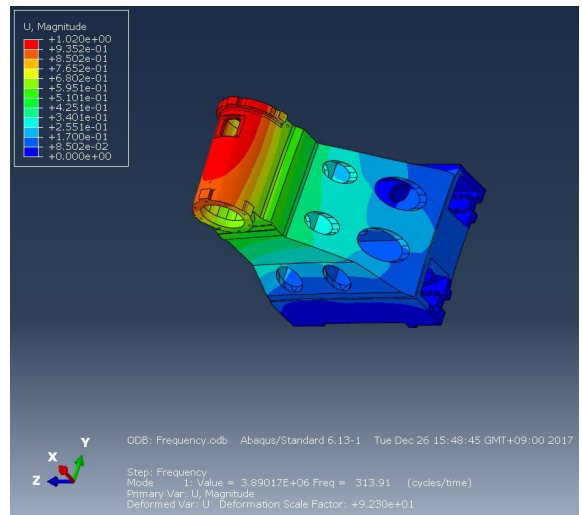 U, Magnitude
+1.020e+00
+9.352e-01
+8.502e-01
+7.652e-01
+6.802e-01
+5.951e-01
+5.101e-01
+4.251e-01
+3.401e-01
+2.551e-01
+1.700e-01
+8.502e-02
+0.000e+00
Y
X
Z
ODB: Frequency.odb Abaqus/Standard 6.13-1 Tue Dec 26 15:48:45 GMT+09:00 2017
Step: Frequency
Mode 1: Value = 3.89017E+06 Freq = 313.91 (cycles/time)
Primary Var: U, Magnitude
Deformed Var: U Deformation Scale Factor: +9.230e+01